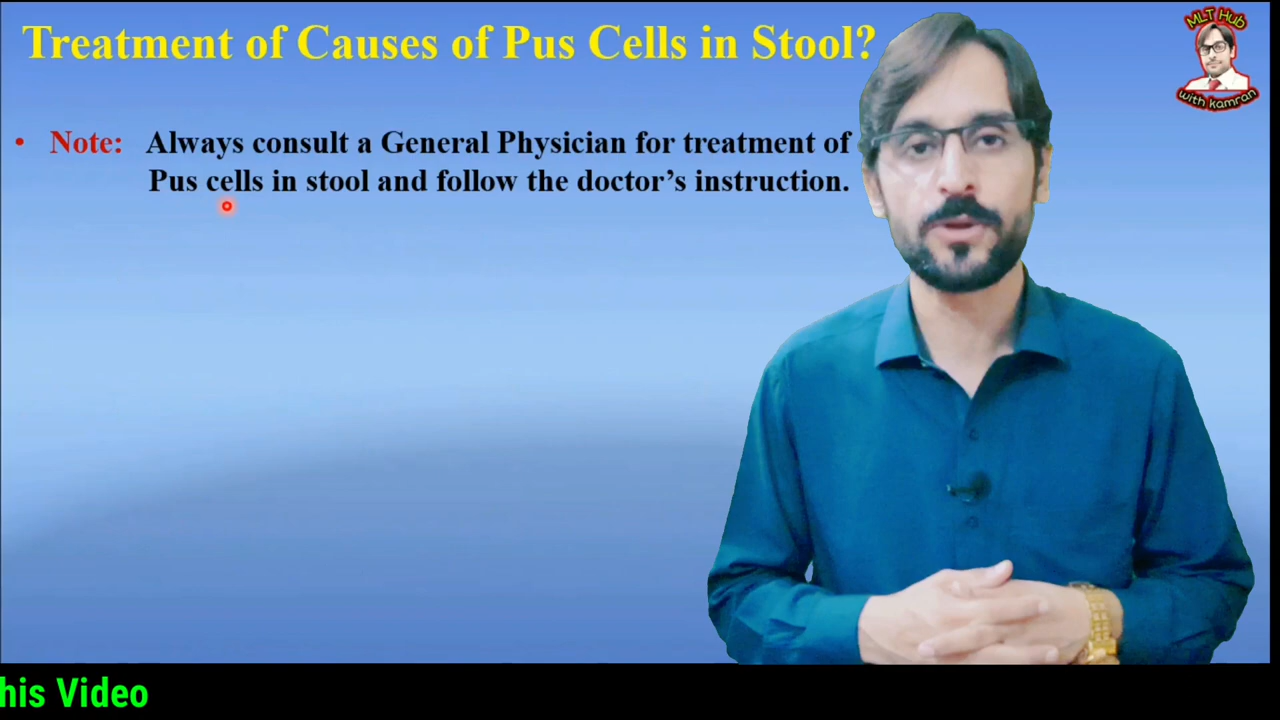 Treatment of Causes of Pus Cells in Stool?
MLT Hub
with kamran
• Note: Always consult a General Physician for treatment of
Pus cells in stool and follow the doctor's instruction.
his Video